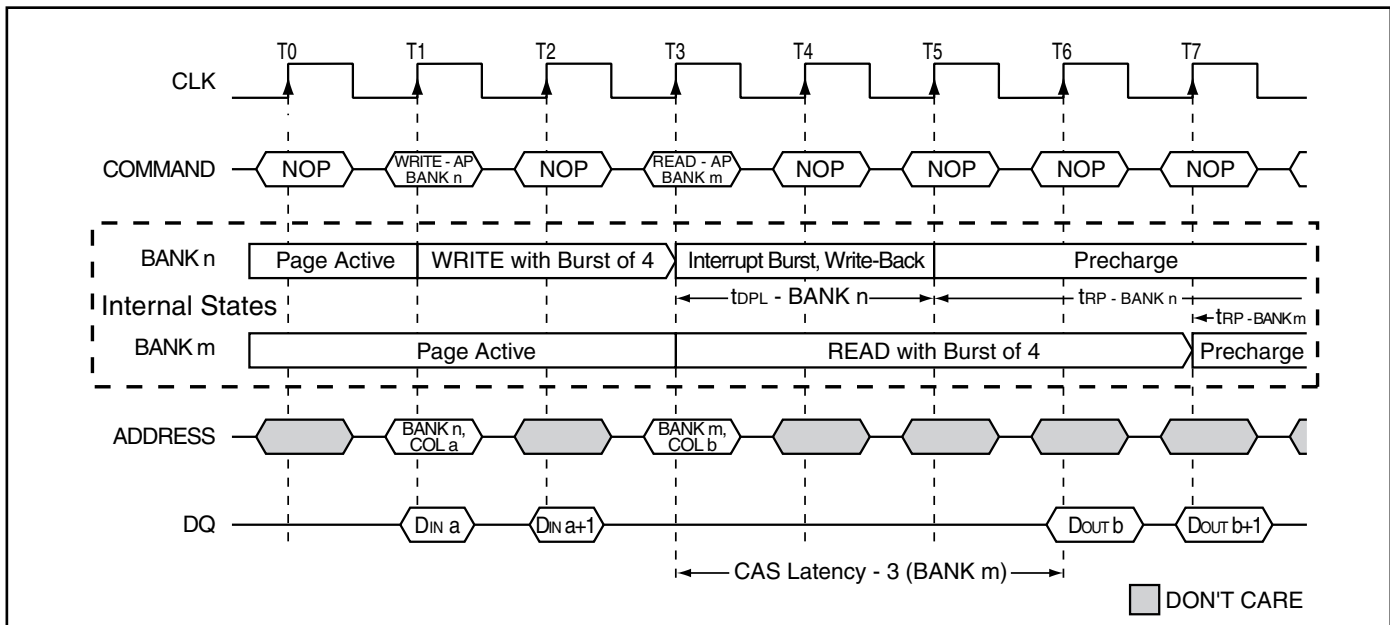 T0 T1 T2 T3 T4 T5 T6 T7
CLK
COMMAND NOP WRITE - AP BANK n NOP READ - AP BANK m NOP NOP NOP NOP
BANK n Page Active WRITE with Burst of 4 Interrupt Burst, Write-Back Precharge
tDPL - BANK n tRP - BANK n
Internal States
tRP - BANK m
BANK m Page Active READ with Burst of 4 Precharge
ADDRESS BANK n, COL a BANK m, COL b
DQ DIN a DIN a+1 DOUT b DOUT b+1
CAS Latency - 3 (BANK m)
DON'T CARE